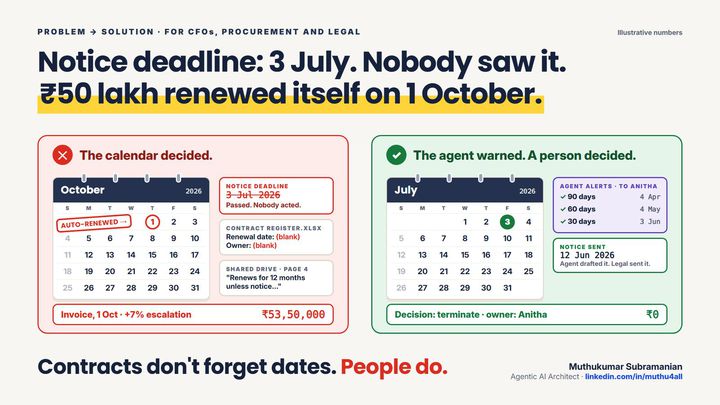 PROBLEM → SOLUTION · FOR CFOs, PROCUREMENT AND LEGAL
Illustrative numbers
Notice deadline: 3 July. Nobody saw it.
₹50 lakh renewed itself on 1 October.
The calendar decided.
October 2026
S M T W T F S
AUTO-RENEWED → 1 2 3
4 5 6 7 8 9 10
11 12 13 14 15 16 17
18 19 20 21 22 23 24
25 26 27 28 29 30 31
NOTICE DEADLINE
3 Jul 2026
Passed. Nobody acted.
CONTRACT REGISTER.XLSX
Renewal date: (blank)
Owner: (blank)
SHARED DRIVE · PAGE 4
"Renews for 12 months
unless notice..."
Invoice, 1 Oct · +7% escalation ₹53,50,000
The agent warned. A person decided.
July 2026
S M T W T F S
1 2 3 4
5 6 7 8 9 10 11
12 13 14 15 16 17 18
19 20 21 22 23 24 25
26 27 28 29 30 31
AGENT ALERTS · TO ANITHA
✓ 90 days 4 Apr
✓ 60 days 4 May
✓ 30 days 3 Jun
NOTICE SENT
12 Jun 2026
Agent drafted it. Legal sent it.
Decision: terminate · owner: Anitha ₹0
Contracts don't forget dates. People do.
Muthukumar Subramanian
Agentic AI Architect · linkedin.com/in/muthu4all